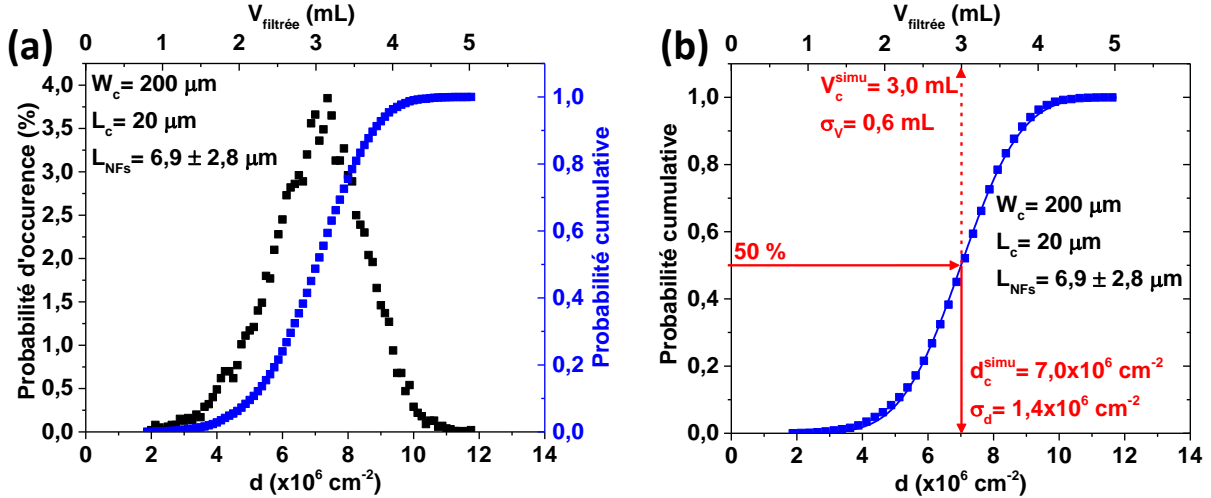 V_filtrée (mL)
0 1 2 3 4 5 6
(a)
W_c= 200 µm
L_c= 20 µm
L_NFs= 6,9 ± 2,8 µm
Probabilité d'occurence (%)
4,0
3,5
3,0
2,5
2,0
1,5
1,0
0,5
0,0
1,0
0,8
0,6
0,4
0,2
0,0
Probabilité cumulative
0 2 4 6 8 10 12 14
d (x10⁶ cm⁻²)
V_filtrée (mL)
0 1 2 3 4 5 6
(b)
V_c^simu= 3,0 mL
σ_V= 0,6 mL
W_c= 200 µm
L_c= 20 µm
L_NFs= 6,9 ± 2,8 µm
50 %
d_c^simu= 7,0x10⁶ cm⁻²
σ_d= 1,4x10⁶ cm⁻²
Probabilité cumulative
1,0
0,8
0,6
0,4
0,2
0,0
0 2 4 6 8 10 12 14
d (x10⁶ cm⁻²)